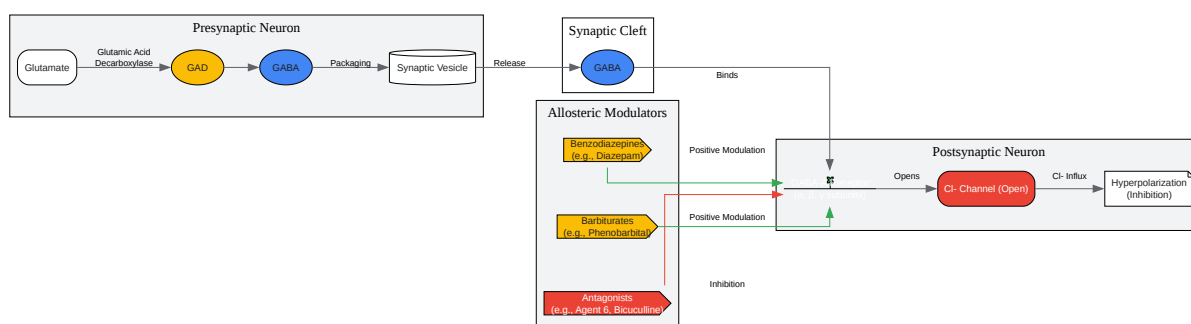 Presynaptic Neuron
Glutamate
Glutamic Acid
Decarboxylase
GAD
GABA
Packaging
Synaptic Vesicle
Release
Synaptic Cleft
GABA
Binds
Allosteric Modulators
Benzodiazepines
(e.g., Diazepam)
Positive Modulation
Barbiturates
(e.g., Phenobarbital)
Positive Modulation
Antagonists
(e.g., Agent 6, Bicuculline)
Inhibition
Postsynaptic Neuron
Opens
Cl- Channel (Open)
Cl- Influx
Hyperpolarization
(Inhibition)